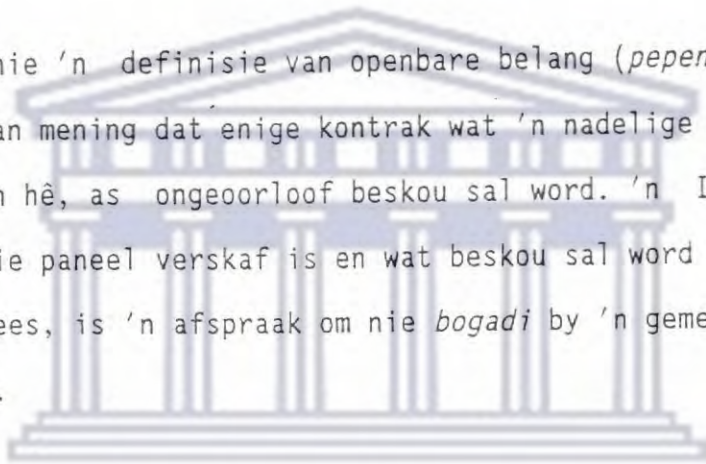 nie 'n definisie van openbare belang (pepen
an mening dat enige kontrak wat 'n nadelige
n hê, as ongeoorloof beskou sal word. 'n I
ie paneel verskaf is en wat beskou sal word
ees, is 'n afspraak om nie bogadi by 'n geme
.